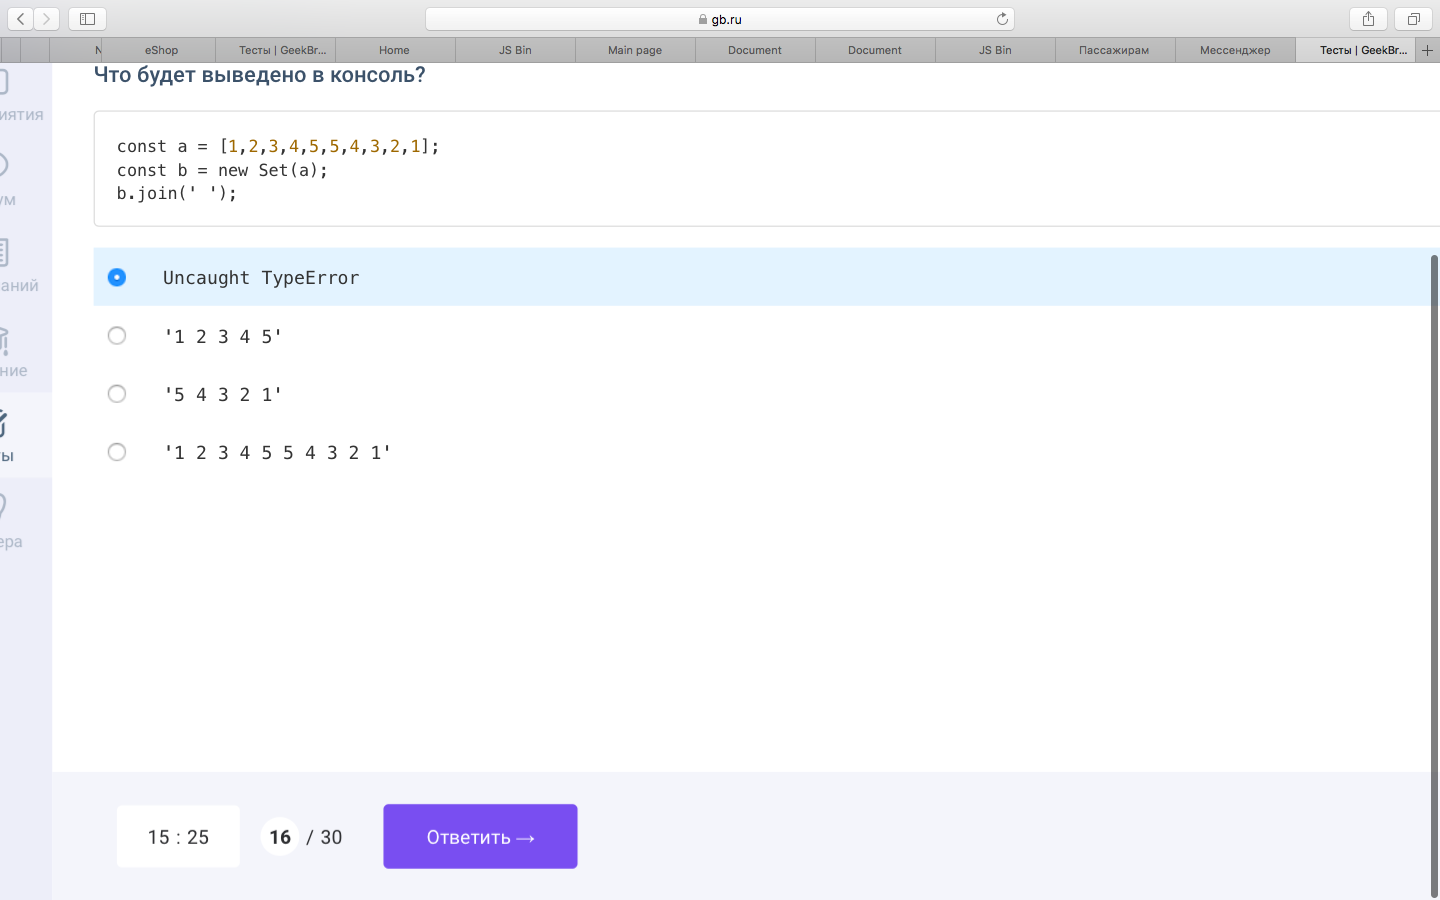 gb.ru
N
eShop
Тесты | GeekBr...
Home
JS Bin
Main page
Document
Document
JS Bin
Пассажирам
Мессенджер
Тесты | GeekBr...
Что будет выведено в консоль?
const a = [1,2,3,4,5,5,4,3,2,1];
const b = new Set(a);
b.join(' ');
Uncaught TypeError
'1 2 3 4 5'
'5 4 3 2 1'
'1 2 3 4 5 5 4 3 2 1'
иятия
ум
аний
ние
ы
ера
15 : 25
16 / 30
Ответить →